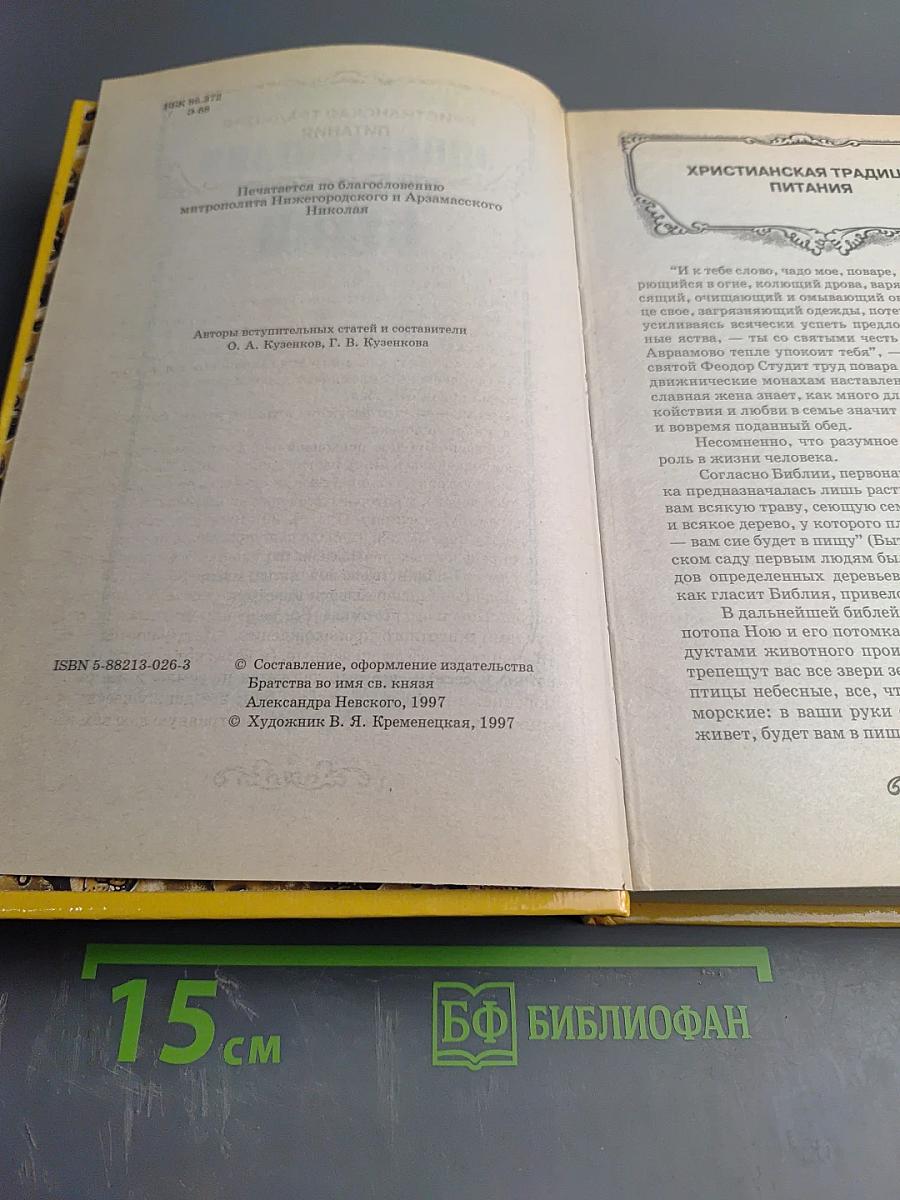 ББК 86.372
Э-68
Печатается по благословению
митрополита Нижегородского и Арзамасского
Николая
Авторы вступительных статей и составители
О. А. Кузенков, Г. В. Кузенкова
ISBN 5-88213-026-3
© Составление, оформление издательства
Братства во имя св. князя
Александра Невского, 1997
© Художник В. Я. Кременецкая, 1997
ХРИСТИАНСКАЯ ТРАДИЦ
ПИТАНИЯ
"И к тебе слово, чадо мое, поваре,
рющийся в огне, колющий дрова, варя
сящий, очищающий и омывающий ов
це свое, загрязняющий одежды, поте
усиливаясь всячески успеть предло
ные яства, — ты со святыми честь
Авраамово тепле упокоит тебя", —
святой Феодор Студит труд повара
движнические монахам наставлен
славная жена знает, как много дл
койствия и любви в семье значит
и вовремя поданный обед.
Несомненно, что разумное
роль в жизни человека.
Согласно Библии, первона
ка предназначалась лишь раст
вам всякую траву, сеющую сем
и всякое дерево, у которого пл
— вам сие будет в пищу" (Быт
ском саду первым людям бы
дов определенных деревьев
как гласит Библия, привело
В дальнейшей библей
потопа Ною и его потомка
дуктами животного прои
трепещут вас все звери зе
птицы небесные, все, чт
морские: в ваши руки
живет, будет вам в пищ
15 см
БФ БИБЛИОФАН